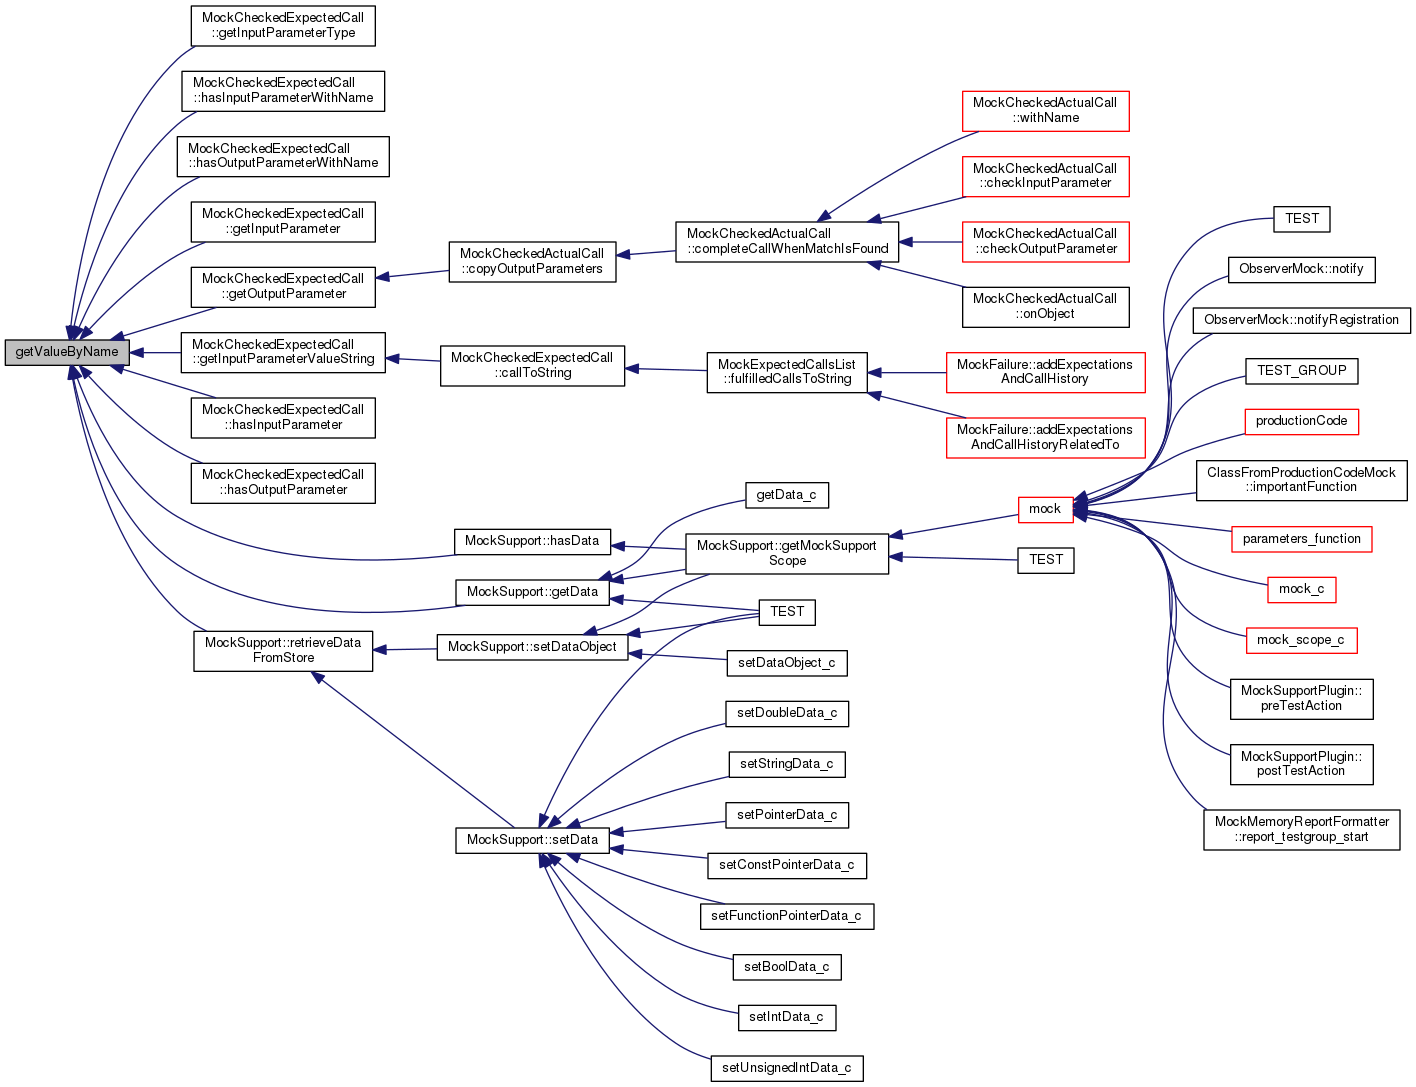 MockCheckedExpectedCall
::getInputParameterType
MockCheckedExpectedCall
::hasInputParameterWithName
MockCheckedExpectedCall
::hasOutputParameterWithName
MockCheckedExpectedCall
::getInputParameter
MockCheckedExpectedCall
::getOutputParameter
getValueByName
MockCheckedExpectedCall
::getInputParameterValueString
MockCheckedExpectedCall
::hasInputParameter
MockCheckedExpectedCall
::hasOutputParameter
MockSupport::retrieveData
FromStore
MockCheckedActualCall
::copyOutputParameters
MockCheckedExpectedCall
::callToString
MockSupport::hasData
MockSupport::getData
MockSupport::setDataObject
MockSupport::setData
MockCheckedActualCall
::completeCallWhenMatchIsFound
MockExpectedCallsList
::fulfilledCallsToString
getData_c
MockSupport::getMockSupport
Scope
TEST
setDataObject_c
setDoubleData_c
setStringData_c
setPointerData_c
setConstPointerData_c
setFunctionPointerData_c
setBoolData_c
setIntData_c
setUnsignedIntData_c
MockCheckedActualCall
::withName
MockCheckedActualCall
::checkInputParameter
MockCheckedActualCall
::checkOutputParameter
MockCheckedActualCall
::onObject
MockFailure::addExpectations
AndCallHistory
MockFailure::addExpectations
AndCallHistoryRelatedTo
mock
TEST
TEST
ObserverMock::notify
ObserverMock::notifyRegistration
TEST_GROUP
productionCode
ClassFromProductionCodeMock
::importantFunction
parameters_function
mock_c
mock_scope_c
MockSupportPlugin::
preTestAction
MockSupportPlugin::
postTestAction
MockMemoryReportFormatter
::report_testgroup_start